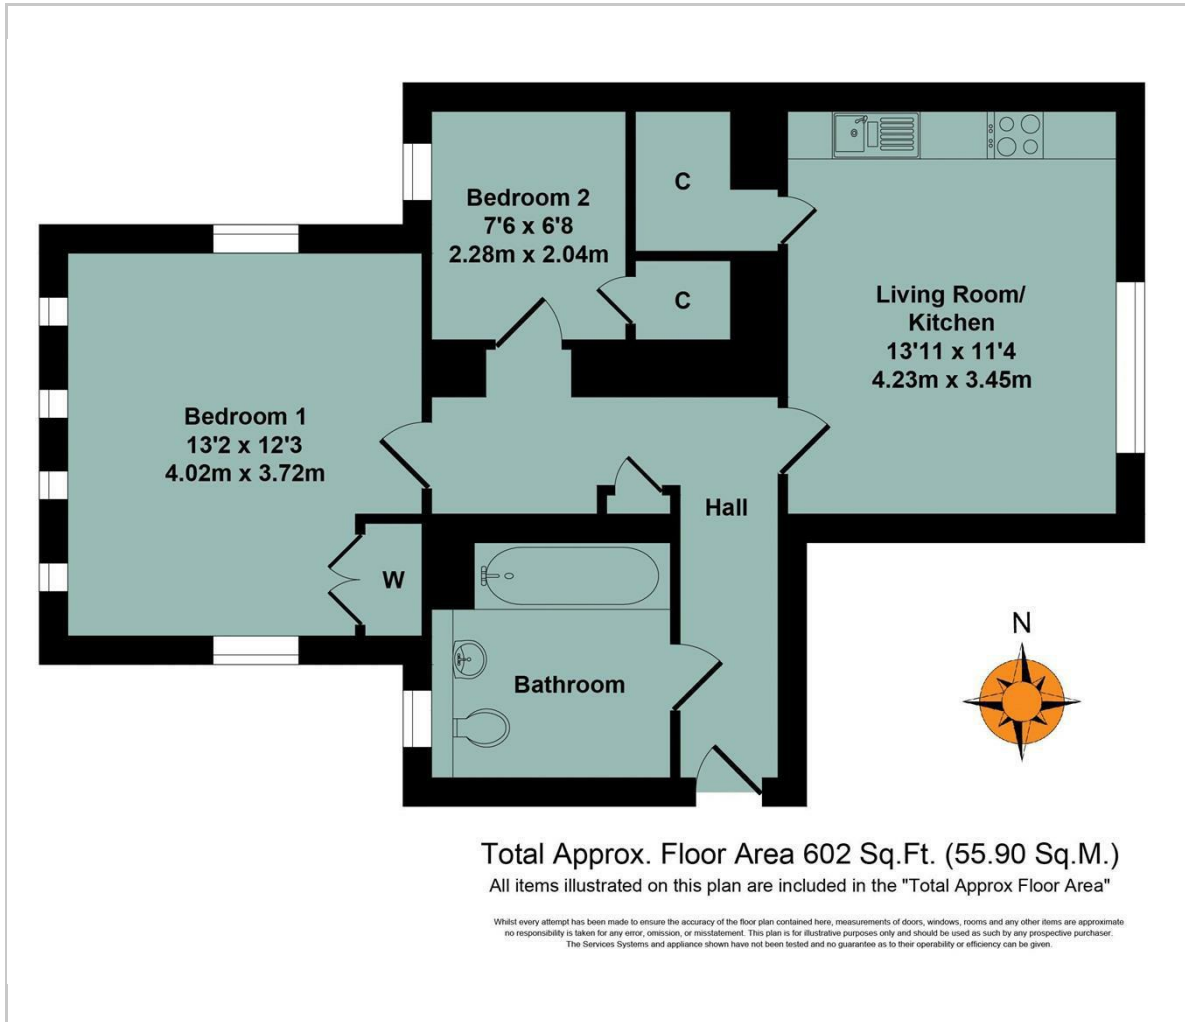 Bedroom 2
7'6 x 6'8
2.28m x 2.04m
C
C
Living Room/
Kitchen
13'11 x 11'4
4.23m x 3.45m
Bedroom 1
13'2 x 12'3
4.02m x 3.72m
Hall
W
Bathroom
N
Total Approx. Floor Area 602 Sq.Ft. (55.90 Sq.M.)
All items illustrated on this plan are included in the "Total Approx Floor Area"
Whilst every attempt has been made to ensure the accuracy of the floor plan contained here, measurements of doors, windows, rooms and any other items are approximate
no responsibility is taken for any error, omission, or misstatement. This plan is for illustrative purposes only and should be used as such by any prospective purchaser.
The Services Systems and appliance shown have not been tested and no guarantee as to their operability or efficiency can be given.